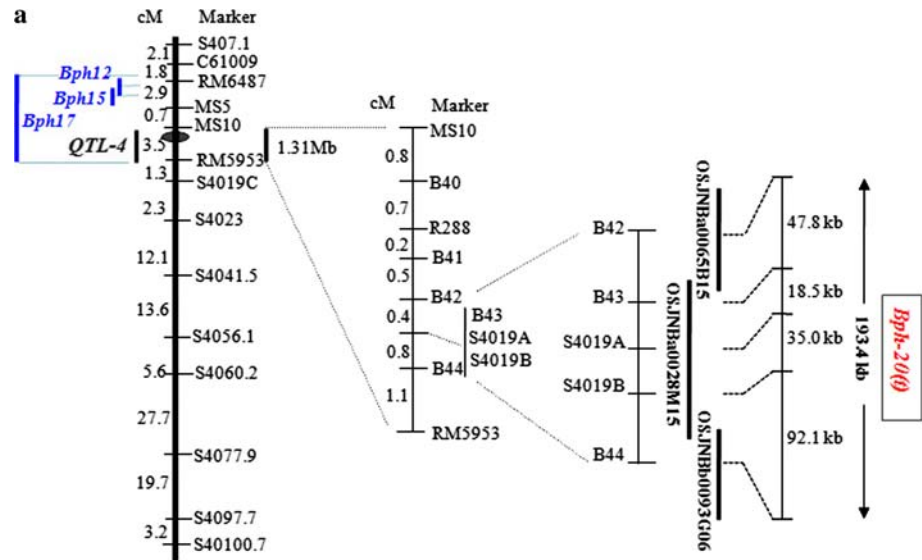 a
cM Marker
S407.1
2.1
C61009
1.8
RM6487
2.9
MS5
0.7
MS10
3.5
RM5953
1.3
S4019C
2.3
S4023
12.1
S4041.5
13.6
S4056.1
5.6
S4060.2
27.7
S4077.9
19.7
S4097.7
3.2
S40100.7
Bph12
Bph15
Bph17
QTL-4
1.31Mb
cM Marker
MS10
0.8
B40
0.7
R288
0.2
B41
0.5
B42
0.4
B43
S4019A
S4019B
0.8
B44
1.1
RM5953
B42
B43
S4019A
S4019B
B44
OSJNBa0065B15
OSJNBa0028M15
OSJNBb0093G06
47.8 kb
18.5 kb
35.0 kb
92.1 kb
193.4 kb
Bph-20(t)